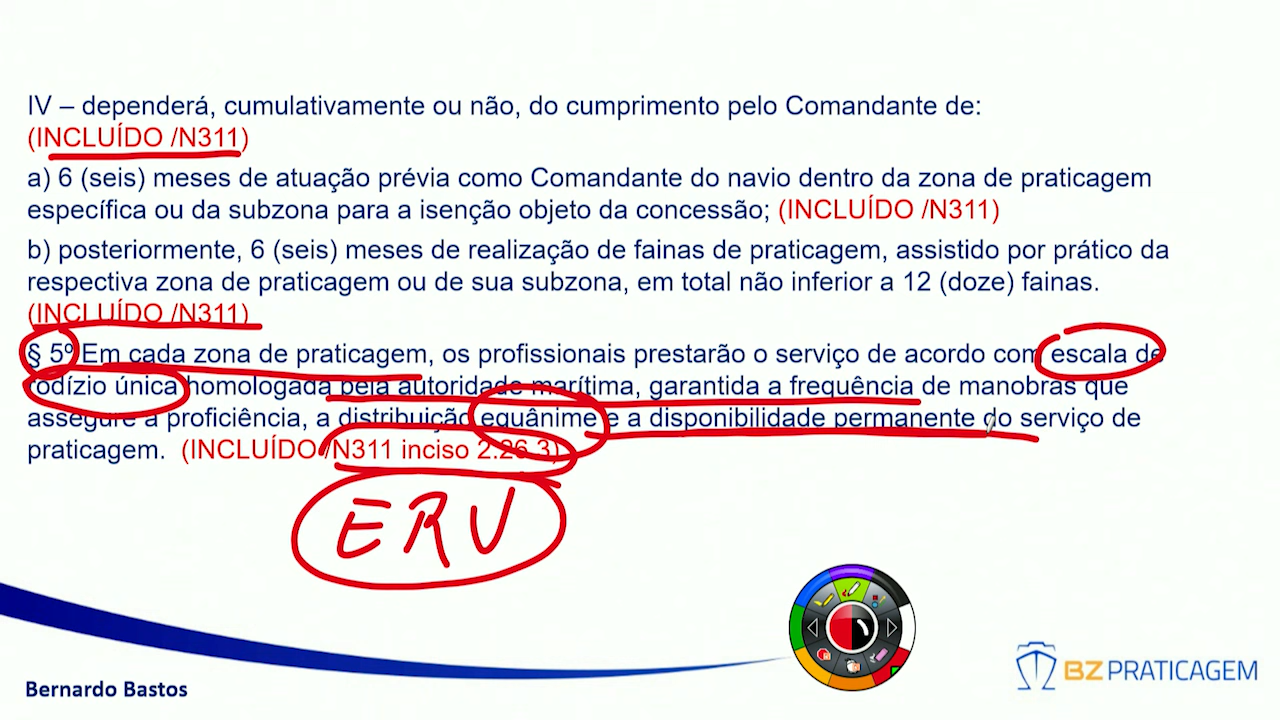 IV – dependerá, cumulativamente ou não, do cumprimento pelo Comandante de:
(INCLUÍDO /N311)
a) 6 (seis) meses de atuação prévia como Comandante do navio dentro da zona de praticagem
específica ou da subzona para a isenção objeto da concessão; (INCLUÍDO /N311)
b) posteriormente, 6 (seis) meses de realização de fainas de praticagem, assistido por prático da
respectiva zona de praticagem ou de sua subzona, em total não inferior a 12 (doze) fainas.
(INCLUÍDO /N311)
§ 5º Em cada zona de praticagem, os profissionais prestarão o serviço de acordo com escala de
rodízio única homologada pela autoridade marítima, garantida a frequência de manobras que
assegure a proficiência, a distribuição equânime e a disponibilidade permanente do serviço de
praticagem. (INCLUÍDO /N311 inciso 2.26.3)
ERU
Bernardo Bastos
BZPRATICAGEM